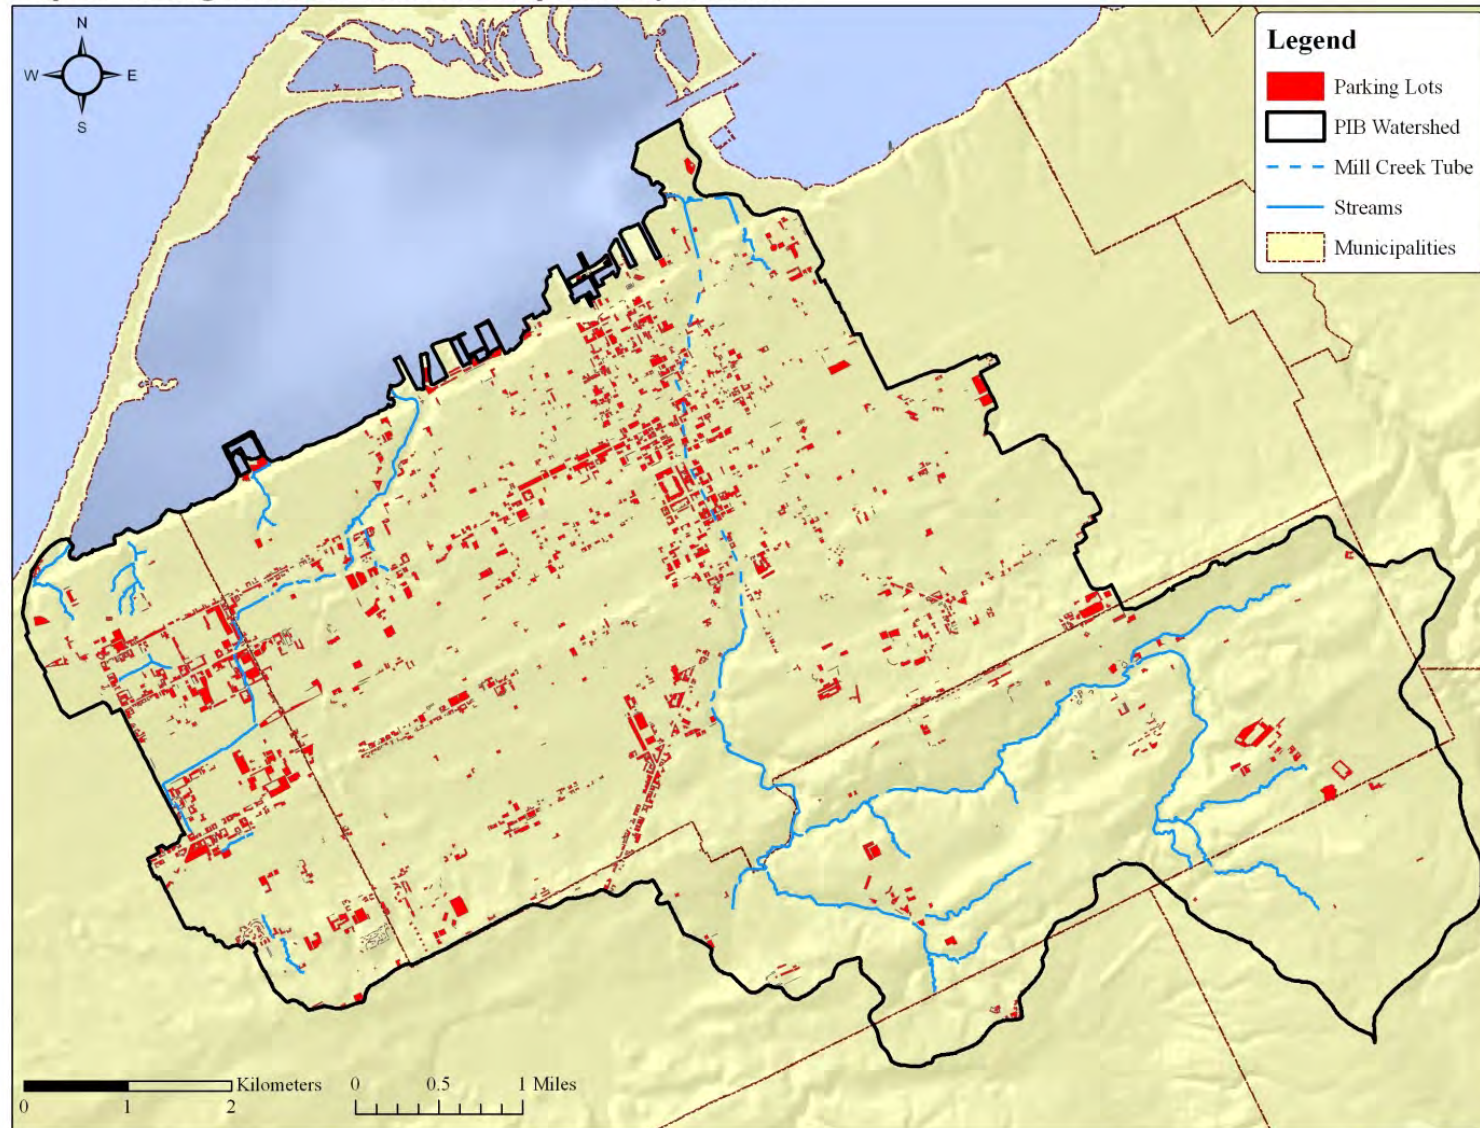 N
W E
S
Legend
Parking Lots
PIB Watershed
Mill Creek Tube
Streams
Municipalities
Kilometers
0 1 2
0 0.5 1 Miles